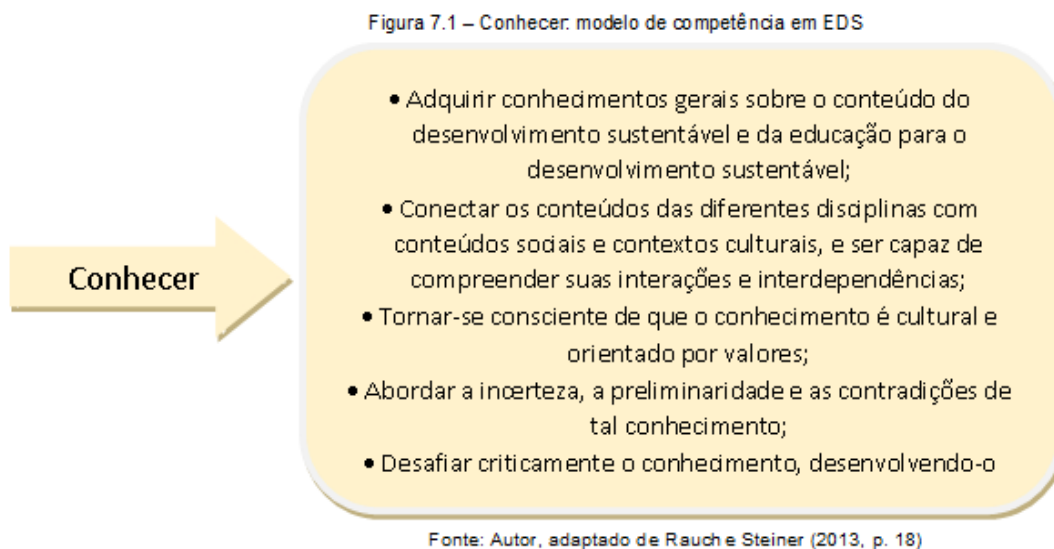 Figura 7.1 – Conhecer: modelo de competência em EDS
• Adquirir conhecimentos gerais sobre o conteúdo do
desenvolvimento sustentável e da educação para o
desenvolvimento sustentável;
• Conectar os conteúdos das diferentes disciplinas com
conteúdos sociais e contextos culturais, e ser capaz de
compreender suas interações e interdependências;
Conhecer
• Tornar-se consciente de que o conhecimento é cultural e
orientado por valores;
• Abordar a incerteza, a preliminaridade e as contradições de
tal conhecimento;
• Desafiar criticamente o conhecimento, desenvolvendo-o
Fonte: Autor, adaptado de Rauch e Steiner (2013, p. 18)